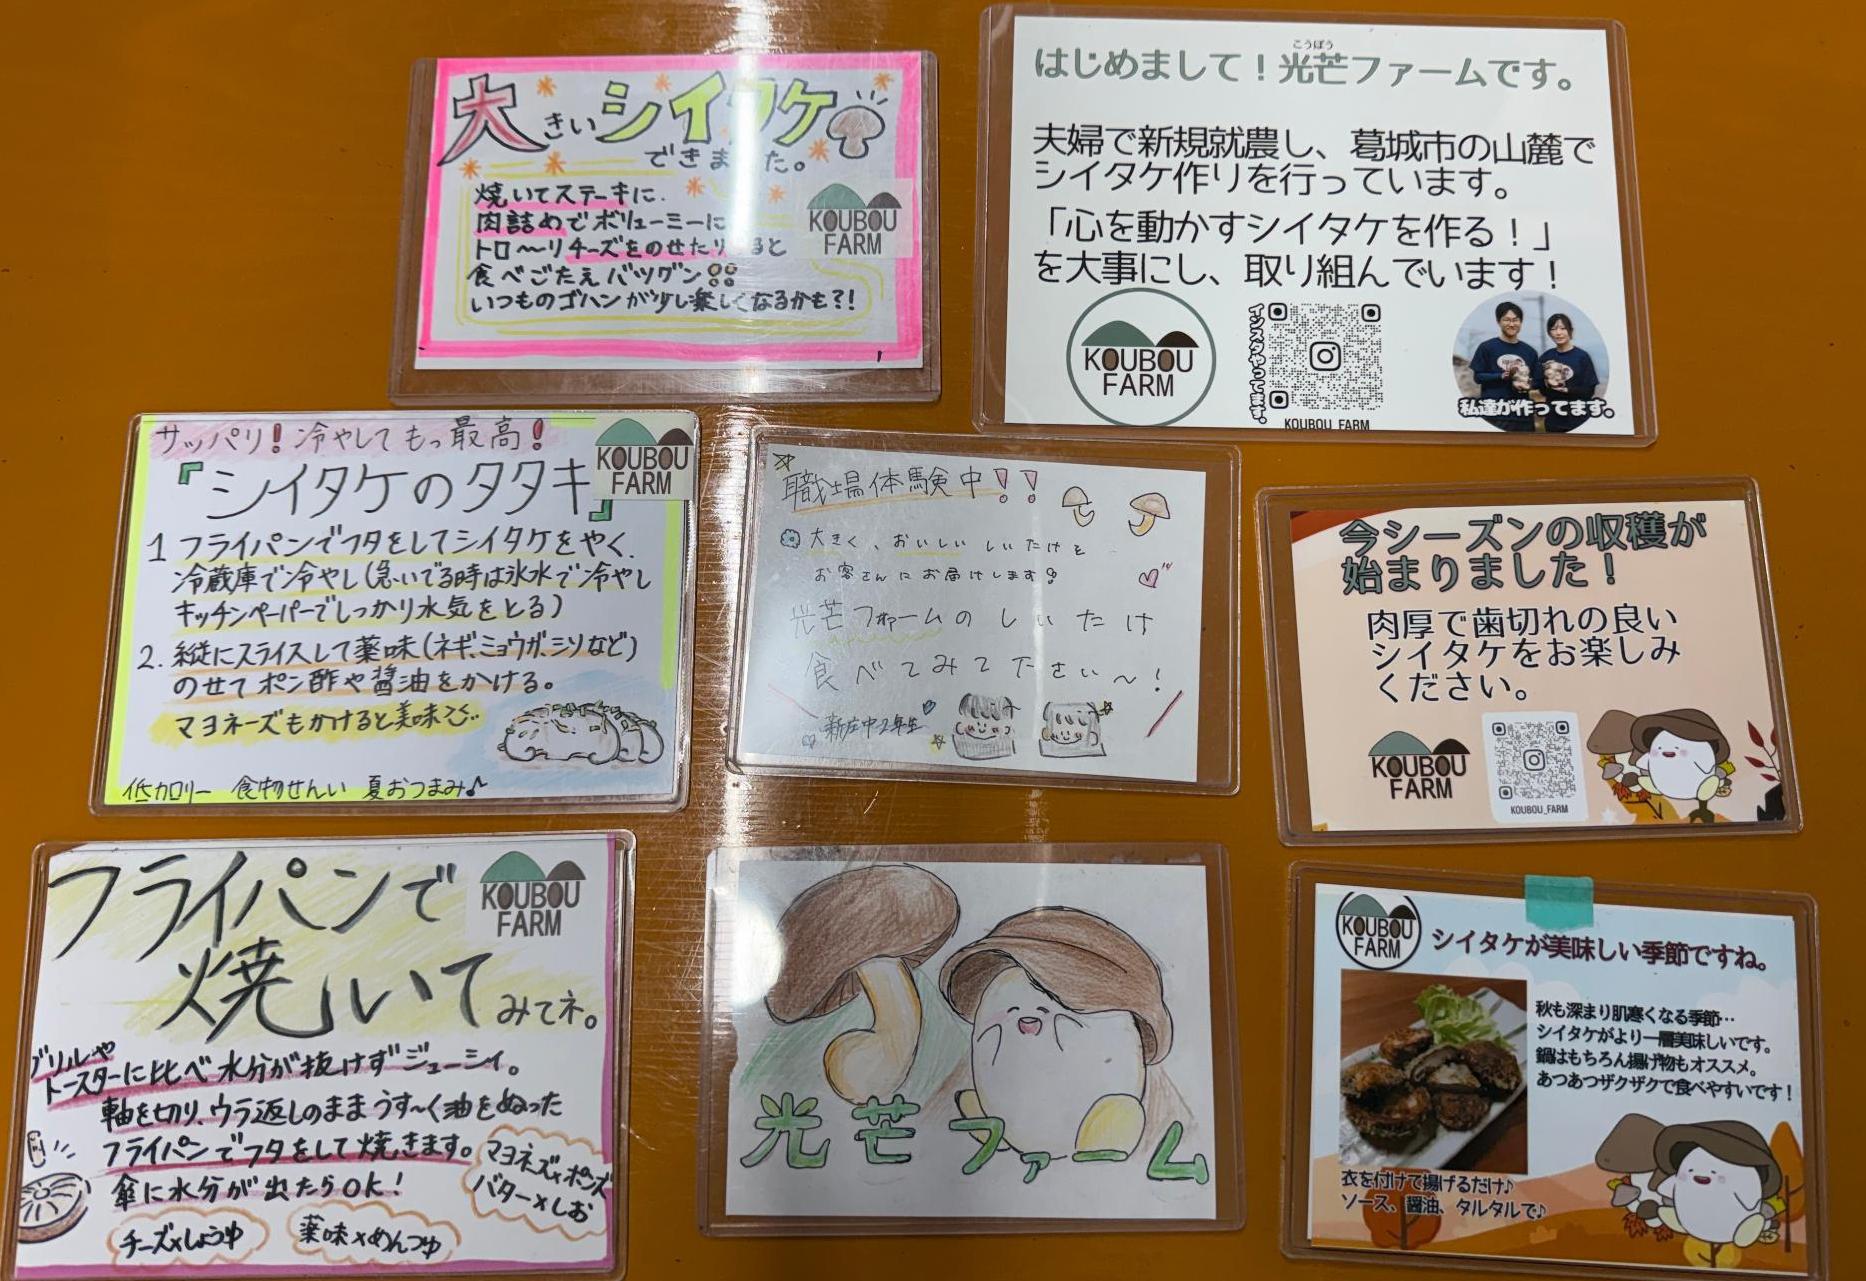 大きいシイタケ
できました。
焼いてステーキに.
肉詰めでボリューミーに
トロ〜〜リチーズをのせたりすると
食べごたえバツグン!!
いつものゴハンが少し楽しくなるかも?!
KOUBOU
FARM
こうぼう
はじめまして！光芒ファームです。
夫婦で新規就農し、葛城市の山麓で
シイタケ作りを行っています。
「心を動かすシイタケを作る！」
を大事にし、取り組んでいます！
KOUBOU
FARM
インスタやってます。
KOUBOU_FARM
私達が作ってます。
サッパリ!冷やしてもっ最高!
『シイタケのタタキ』
KOUBOU
FARM
1 フライパンでフタをしてシイタケをやく.
冷蔵庫で冷やし(急いでる時は氷水で冷やし
キッチンペーパーでしっかり水気をとる)
2. 縦にスライスして薬味(ネギ、ミョウガ、シソなど)
のせてポン酢や醤油をかける。
マヨネーズもかけると美味
低カロリー 食物せんい 夏おつまみ♪
職場体験中!!
大きく、おいしいしいたけを
お客さんにお届けします!
光芒ファームのしいたけ
食べてみて下さい〜!
新庄中2年生
今シーズンの収穫が
始まりました！
肉厚で歯切れの良い
シイタケをお楽しみ
ください。
KOUBOU
FARM
KOUBOU_FARM
フライパンで
焼いてみてネ。
KOUBOU
FARM
グリルや
トースターに比べ水分が抜けずジューシィ。
軸を切り、ウラ返しのままうす〜く油をぬった
フライパンでフタをして焼きます。
傘に水分が出たらOK!
マヨネーズ×ポンズ
バター×しお
チーズ×しょうゆ
薬味×めんつゆ
光芒ファーム
KOUBOU
FARM
シイタケが美味しい季節ですね。
秋も深まり肌寒くなる季節…
シイタケがより一層美味しいです。
鍋はもちろん揚げ物もオススメ。
あつあつザクザクで食べやすいです！
衣を付けて揚げるだけ♪
ソース、醤油、タルタルで♪